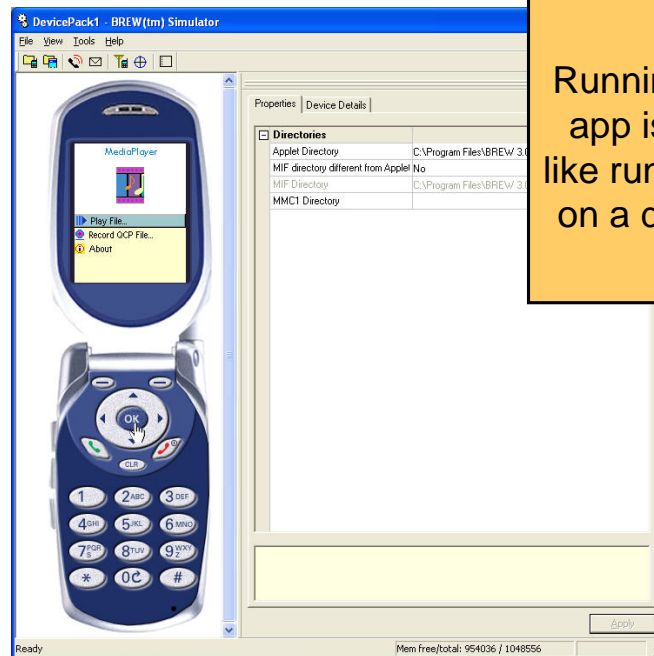 DevicePack1 - BREW(tm) Simulator
File View Tools Help
Properties Device Details
Directories
Applet Directory C:\Program Files\BREW 3.0
MIF directory different from Applet No
MIF Directory C:\Program Files\BREW 3.0
MMC1 Directory
MediaPlayer
Play File...
Record QCP File...
About
OK
CLR
1 2ABC 3DEF
4GHI 5JKL 6MNO
7PQRS 8TUV 9WXYZ
* 0 #
Apply
Ready Mem free/total: 954036 / 1048556
app
like
on a